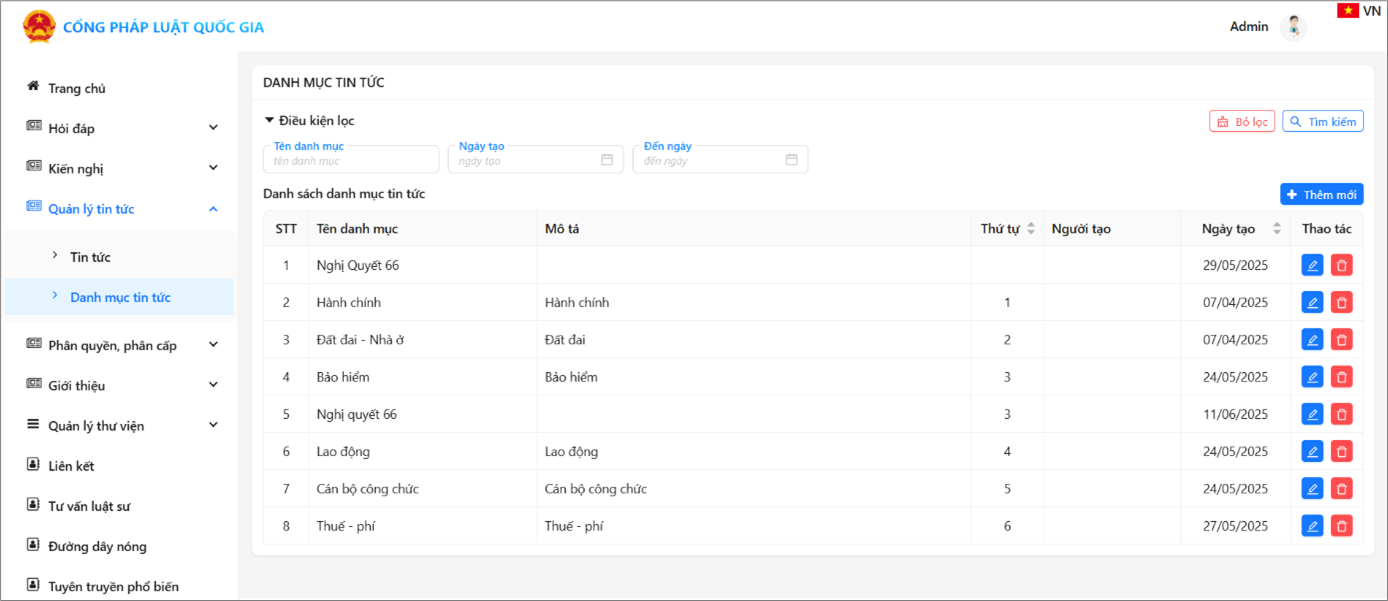 CỔNG PHÁP LUẬT QUỐC GIA
Admin
VN
Trang chủ
Hỏi đáp
Kiến nghị
Quản lý tin tức
Tin tức
Danh mục tin tức
Phân quyền, phân cấp
Giới thiệu
Quản lý thư viện
Liên kết
Tư vấn luật sư
Đường dây nóng
Tuyên truyền phổ biến
DANH MỤC TIN TỨC
Điều kiện lọc
Bỏ lọc Tìm kiếm
Tên danh mục Ngày tạo Đến ngày
tên danh mục ngày tạo đến ngày
Danh sách danh mục tin tức
Thêm mới
STT Tên danh mục Mô tả Thứ tự Người tạo Ngày tạo Thao tác
1 Nghị Quyết 66 29/05/2025
2 Hành chính Hành chính 1 07/04/2025
3 Đất đai - Nhà ở Đất đai 2 07/04/2025
4 Bảo hiểm Bảo hiểm 3 24/05/2025
5 Nghị quyết 66 3 11/06/2025
6 Lao động Lao động 4 24/05/2025
7 Cán bộ công chức Cán bộ công chức 5 24/05/2025
8 Thuế - phí Thuế - phí 6 27/05/2025